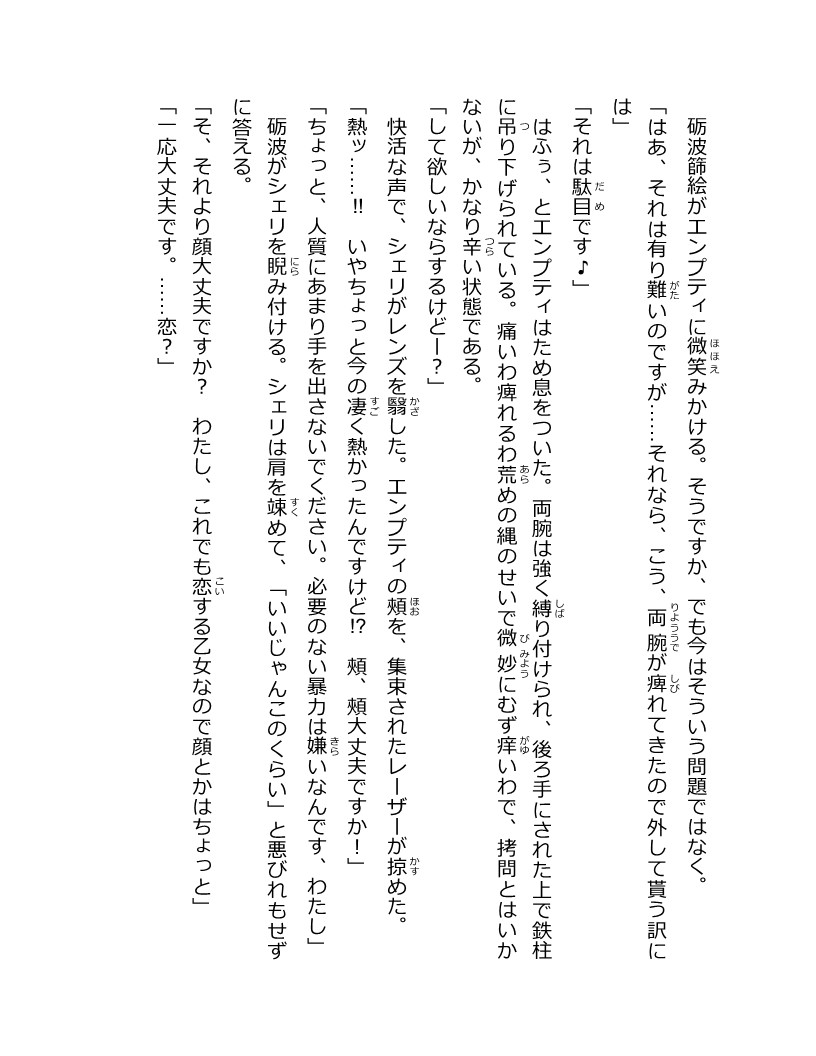 砺波篩絵がエンプティに微笑みかける。そうですか、でも今はそういう問題ではなく。
「はあ、それは有り難いのですが……それなら、こう、両腕が痺れてきたので外して貰う訳に
は」
「それは駄目です♪」
はふぅ、とエンプティはため息をついた。両腕は強く縛り付けられ、後ろ手にされた上で鉄柱
に吊り下げられている。痛いわ痺れるわ荒めの縄のせいで微妙にむず痒いわで、拷問とはいか
ないが、かなり辛い状態である。
「して欲しいならするけどー？」
快活な声で、シェリがレンズを翳した。エンプティの頰を、集束されたレーザーが掠めた。
「熱ッ……‼　いやちょっと今の凄く熱かったんですけど⁉　頰、頰大丈夫ですか！」
「ちょっと、人質にあまり手を出さないでください。必要のない暴力は嫌いなんです、わたし」
砺波がシェリを睨み付ける。シェリは肩を竦めて、「いいじゃんこのくらい」と悪びれもせず
に答える。
「そ、それより顔大丈夫ですか？　わたし、これでも恋する乙女なので顔とかはちょっと」
「一応大丈夫です。……恋？」